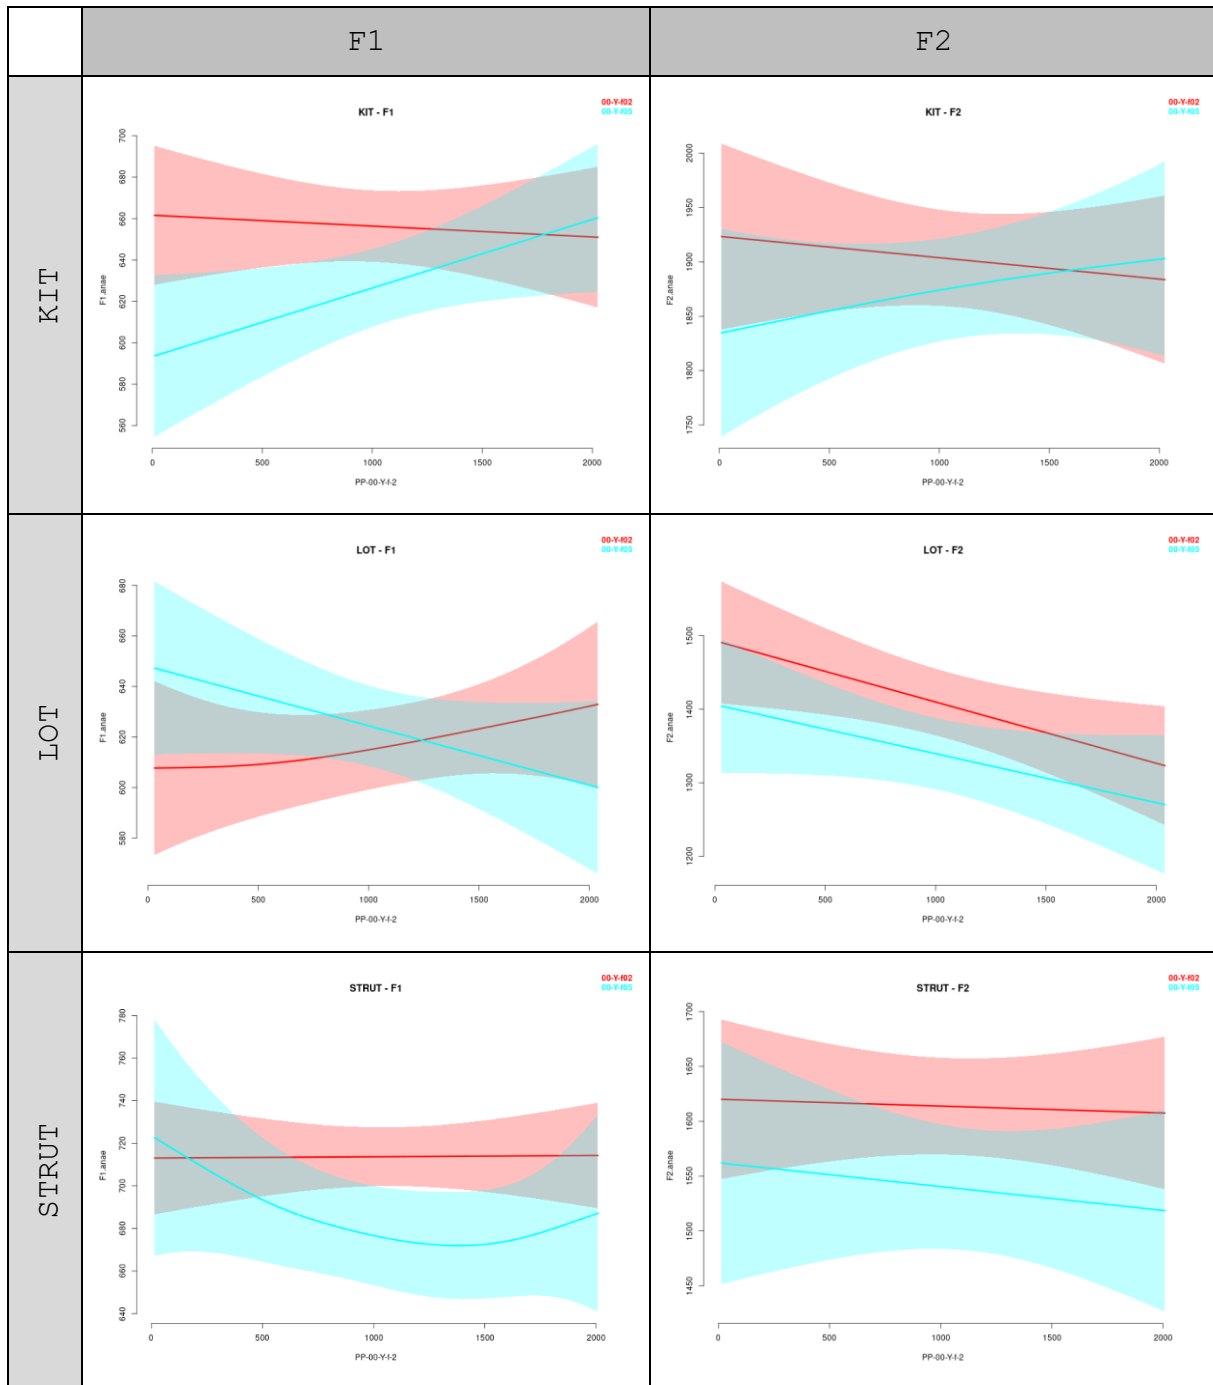 F1
F2
KIT
KIT - F1
00-Y-f02
00-Y-f05
F1.anae
700
680
660
640
620
600
580
560
0 500 1000 1500 2000
PP-00-Y-f-2
KIT - F2
00-Y-f02
00-Y-f05
F2.anae
2000
1950
1900
1850
1800
1750
0 500 1000 1500 2000
PP-00-Y-f-2
LOT
LOT - F1
00-Y-f02
00-Y-f05
F1.anae
680
660
640
620
600
580
0 500 1000 1500 2000
PP-00-Y-f-2
LOT - F2
00-Y-f02
00-Y-f05
F2.anae
1500
1400
1300
1200
0 500 1000 1500 2000
PP-00-Y-f-2
STRUT
STRUT - F1
00-Y-f02
00-Y-f05
F1.anae
780
760
740
720
700
680
660
640
0 500 1000 1500 2000
PP-00-Y-f-2
STRUT - F2
00-Y-f02
00-Y-f05
F2.anae
1700
1650
1600
1550
1500
1450
0 500 1000 1500 2000
PP-00-Y-f-2